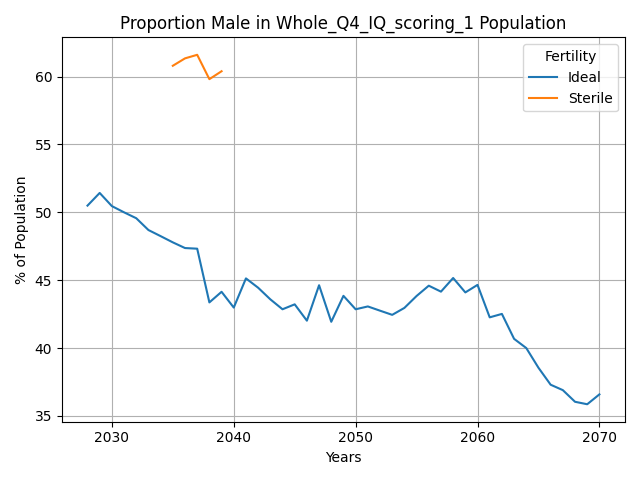 Proportion Male in Whole_Q4_IQ_scoring_1 Population
Fertility
Ideal
Sterile
% of Population
60
55
50
45
40
35
2030
2040
2050
2060
2070
Years